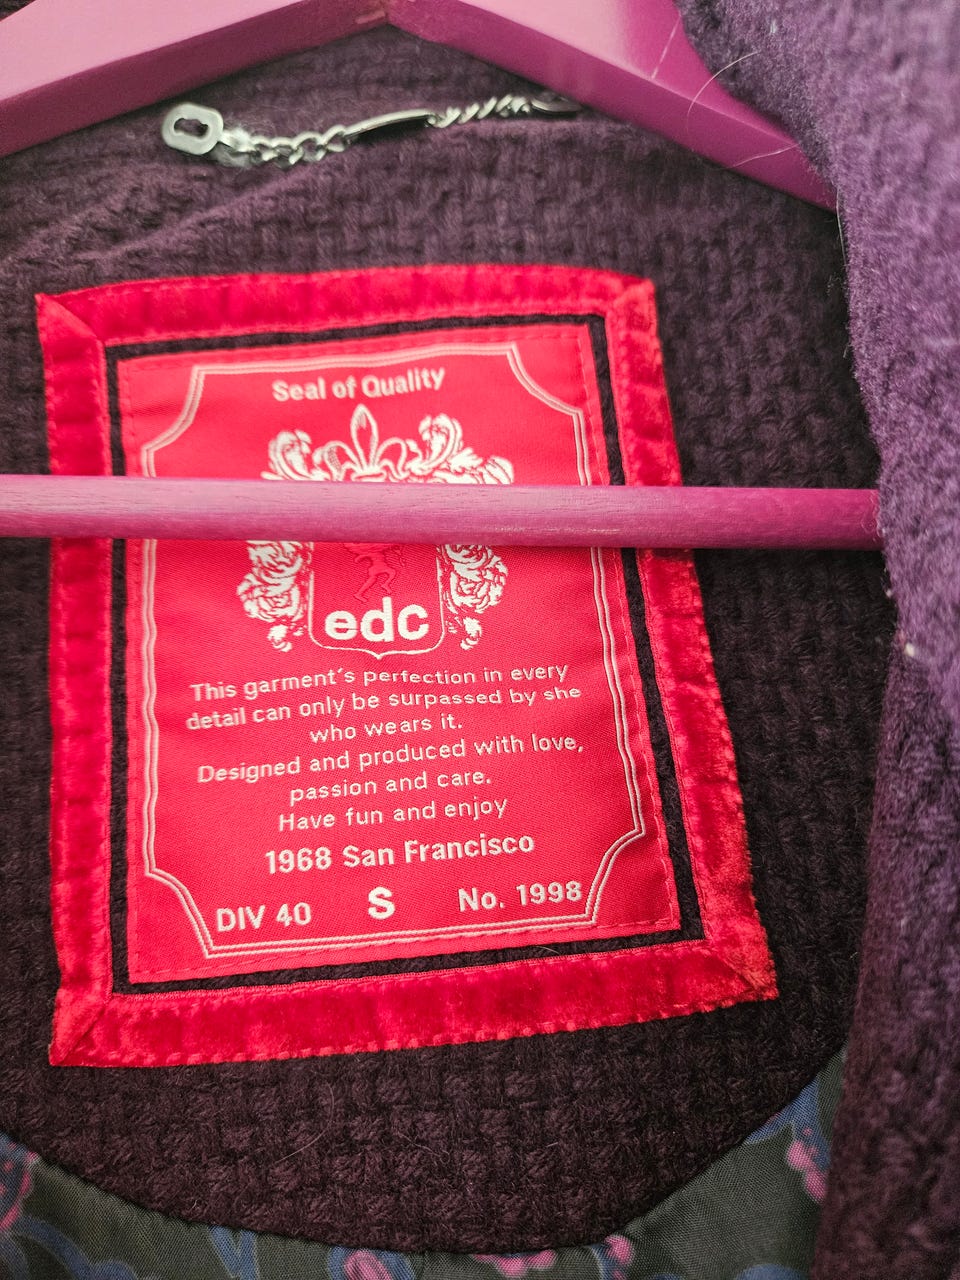 Seal of Quality
edc
This garment's perfection in every
detail can only be surpassed by she
who wears it.
Designed and produced with love,
passion and care.
Have fun and enjoy
1968 San Francisco
DIV 40 S No. 1998